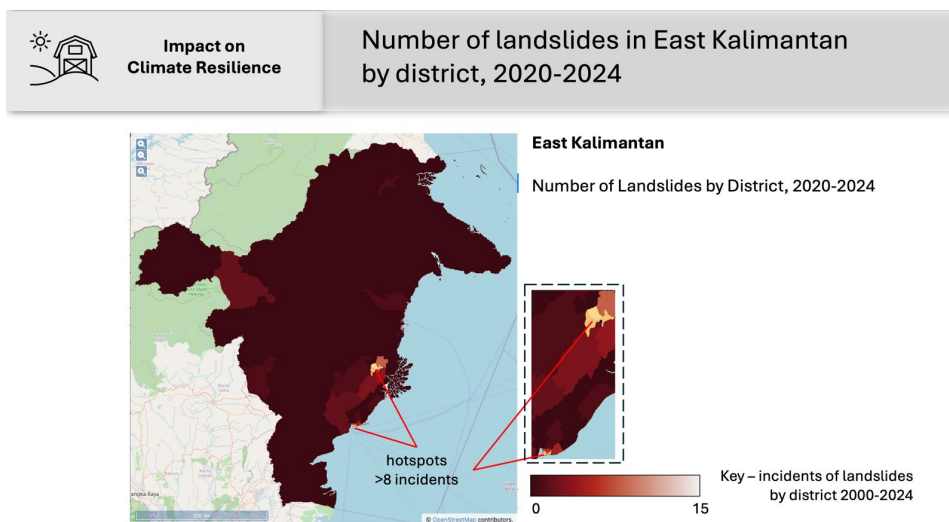 Impact on
Climate Resilience
Number of landslides in East Kalimantan
by district, 2020-2024
East Kalimantan
Number of Landslides by District, 2020-2024
hotspots
>8 incidents
Key – incidents of landslides
by district 2000-2024
0
15
angka Raya
© OpenStreetMap contributors.